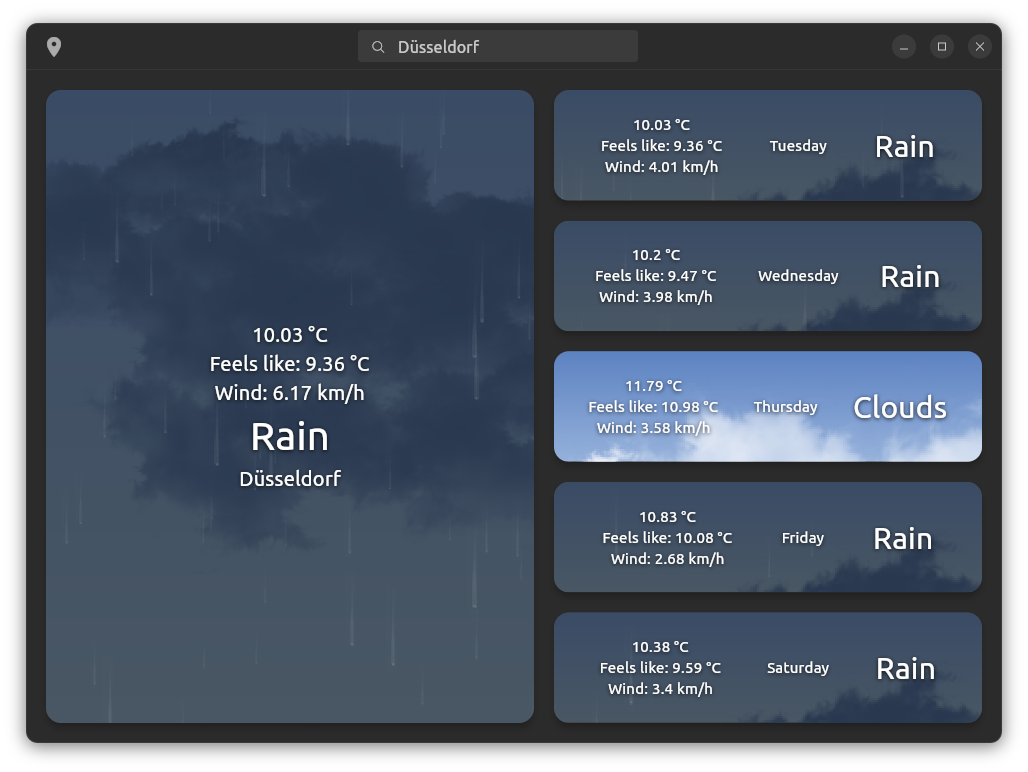 Düsseldorf
10.03 °C
Feels like: 9.36 °C
Wind: 6.17 km/h
Rain
Düsseldorf
10.03 °C
Feels like: 9.36 °C
Wind: 4.01 km/h
Tuesday
Rain
10.2 °C
Feels like: 9.47 °C
Wind: 3.98 km/h
Wednesday
Rain
11.79 °C
Feels like: 10.98 °C
Wind: 3.58 km/h
Thursday
Clouds
10.83 °C
Feels like: 10.08 °C
Wind: 2.68 km/h
Friday
Rain
10.38 °C
Feels like: 9.59 °C
Wind: 3.4 km/h
Saturday
Rain